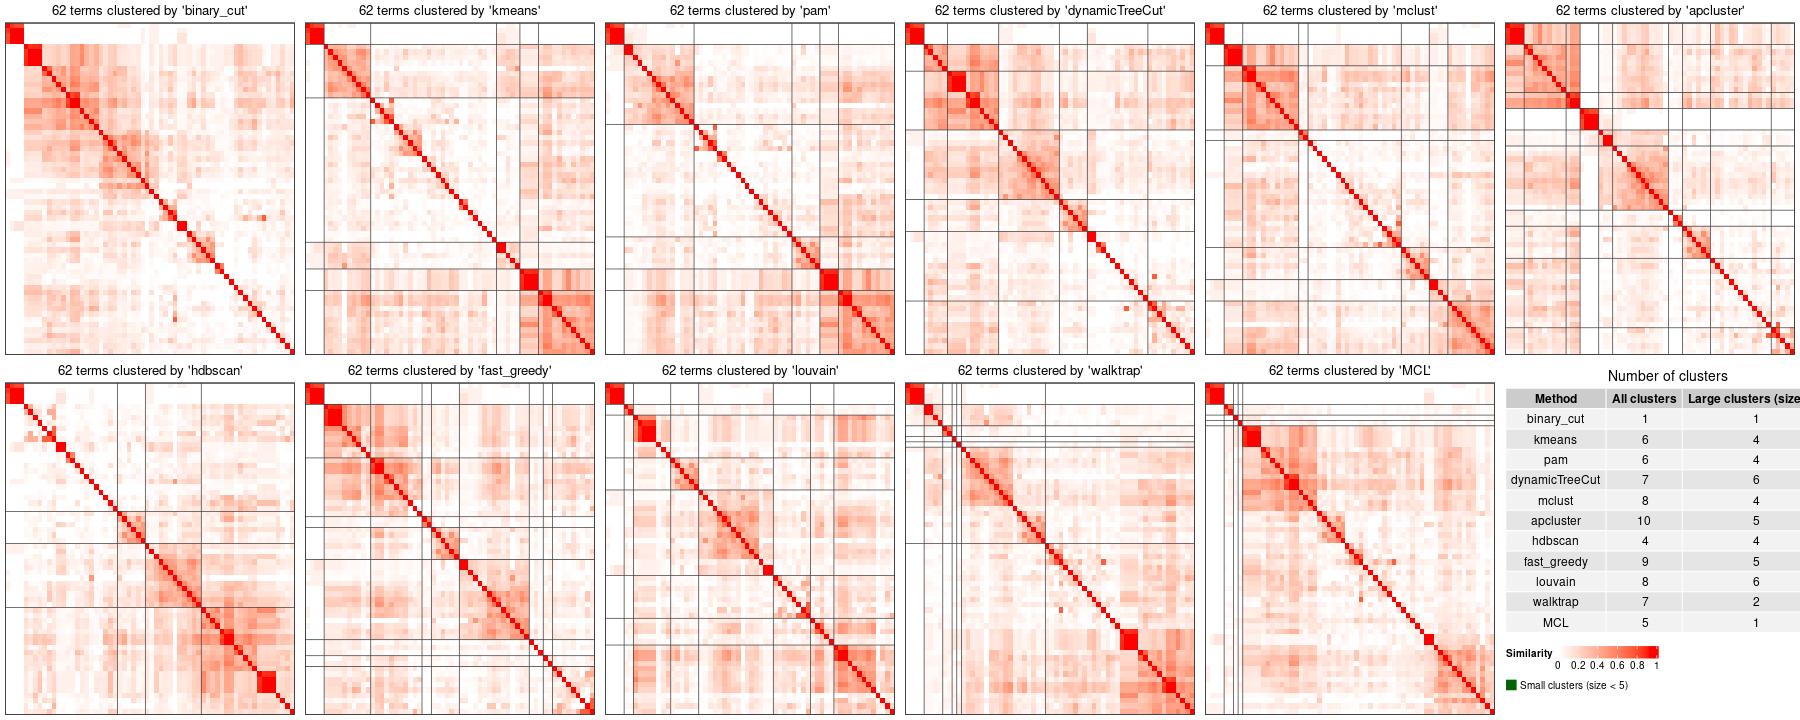 62 terms clustered by 'binary_cut'
62 terms clustered by 'kmeans'
62 terms clustered by 'pam'
62 terms clustered by 'dynamicTreeCut'
62 terms clustered by 'mclust'
62 terms clustered by 'apcluster'
62 terms clustered by 'hdbscan'
62 terms clustered by 'fast_greedy'
62 terms clustered by 'louvain'
62 terms clustered by 'walktrap'
62 terms clustered by 'MCL'
Number of clusters
Method All clusters Large clusters (size
binary_cut 1 1
kmeans 6 4
pam 6 4
dynamicTreeCut 7 6
mclust 8 4
apcluster 10 5
hdbscan 4 4
fast_greedy 9 5
louvain 8 6
walktrap 7 2
MCL 5 1
Similarity
0 0.2 0.4 0.6 0.8 1
Small clusters (size < 5)